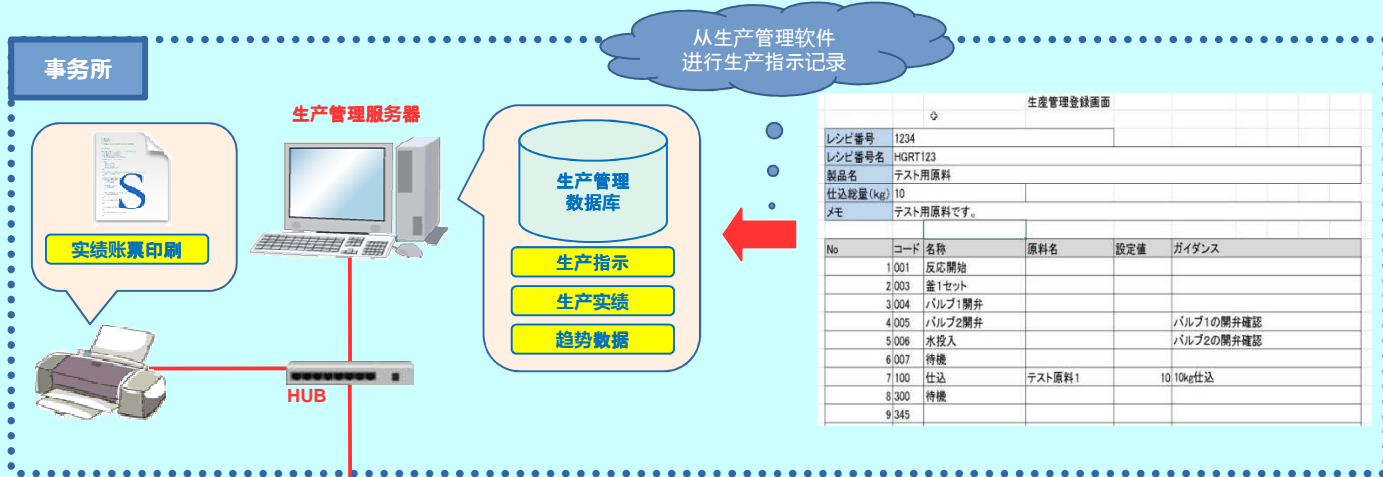 从生产管理软件
进行生产指示记录
事务所
生产管理服务器
S
实绩账票印刷
生产管理
数据库
生产指示
生产实绩
趋势数据
HUB
生産管理登録画面
レシピ番号 1234
レシピ番号名 HGRT123
製品名 テスト用原料
仕込総量(kg) 10
メモ テスト用原料です。
No コード 名称 原料名 設定値 ガイダンス
1 001 反応開始
2 003 釜1セット
3 004 バルブ1開弁
4 005 バルブ2開弁 バルブ1の開弁確認
5 006 水投入 バルブ2の開弁確認
6 007 待機
7 100 仕込 テスト原料1 10 10kg仕込
8 300 待機
9 345